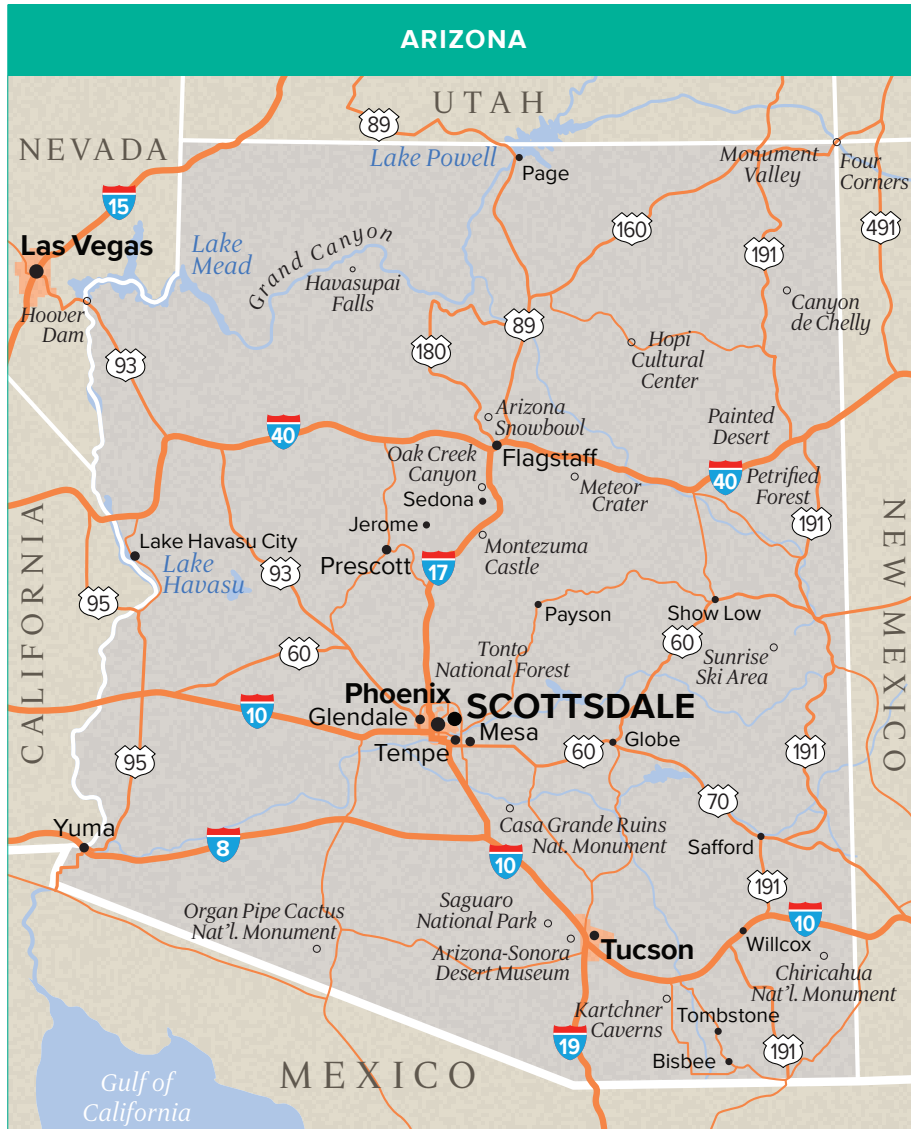 ARIZONA
UTAH
NEVADA
89
Lake Powell
Page
Monument
Valley
Four
Corners
15
160
191
491
Las Vegas
Lake
Mead
Grand Canyon
Havasupai
Falls
Hoover
Dam
Canyon
de Chelly
93
180
89
Hopi
Cultural
Center
40
Arizona
Snowbowl
Painted
Desert
Oak Creek
Canyon
Flagstaff
40
Petrified
Forest
Sedona
Meteor
Crater
Jerome
191
Lake Havasu City
Lake
Havasu
93
Prescott
17
Montezuma
Castle
CALIFORNIA
NEW MEXICO
95
Payson
Show Low
60
60
Tonto
National Forest
Sunrise
Ski Area
Phoenix
SCOTTSDALE
10
Glendale
Mesa
Tempe
60
Globe
95
191
70
Yuma
8
Casa Grande Ruins
Nat. Monument
Safford
10
191
Organ Pipe Cactus
Nat'l. Monument
Saguaro
National Park
10
Arizona-Sonora
Desert Museum
Tucson
Willcox
Chiricahua
Nat'l. Monument
Kartchner
Caverns
Tombstone
19
Bisbee
191
MEXICO
Gulf of
California